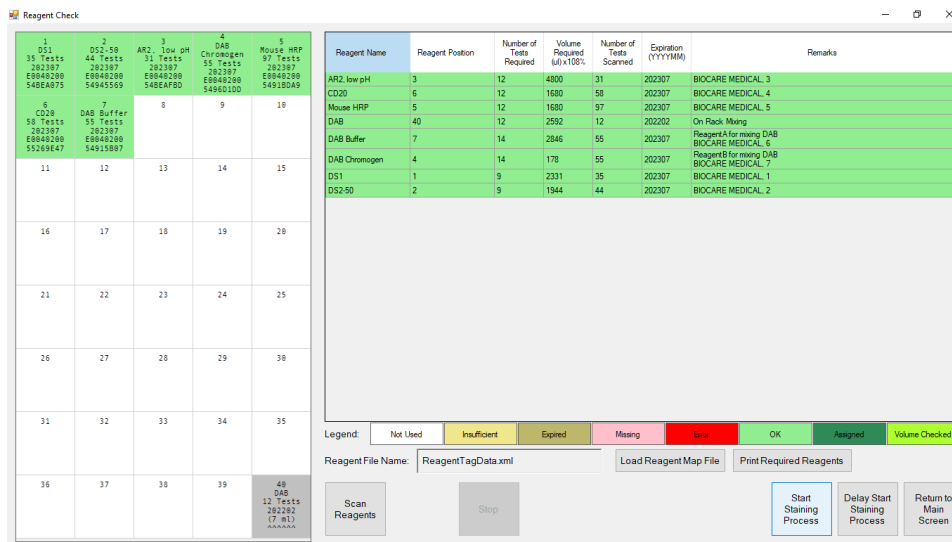 Reagent Check
1
DS1
35 Tests
202307
E0040200
54BEA075
2
DS2-50
44 Tests
202307
E0040200
54945569
3
AR2, low pH
31 Tests
202307
E0040200
54BEAFBD
4
DAB
Chromogen
55 Tests
202307
E0040200
5496D1DD
5
Mouse HRP
97 Tests
202307
E0040200
5491BDA9
6
CD20
58 Tests
202307
E0040200
55269E47
7
DAB Buffer
55 Tests
202307
E0040200
54915B07
8
9
10
11
12
13
14
15
16
17
18
19
20
21
22
23
24
25
26
27
28
29
30
31
32
33
34
35
36
37
38
39
40
DAB
12 Tests
202202
(7 ml)
^^^^^^
Reagent Name
Reagent Position
Number of
Tests
Required
Volume
Required
(ul) x108%
Number of
Tests
Scanned
Expiration
(YYYYMM)
Remarks
AR2, low pH 3 12 4800 31 202307 BIOCARE MEDICAL, 3
CD20 6 12 1680 58 202307 BIOCARE MEDICAL, 4
Mouse HRP 5 12 1680 97 202307 BIOCARE MEDICAL, 5
DAB 40 12 2592 12 202202 On Rack Mixing
DAB Buffer 7 14 2846 55 202307 ReagentA for mixing DAB
BIOCARE MEDICAL, 6
DAB Chromogen 4 14 178 55 202307 ReagentB for mixing DAB
BIOCARE MEDICAL, 7
DS1 1 9 2331 35 202307 BIOCARE MEDICAL, 1
DS2-50 2 9 1944 44 202307 BIOCARE MEDICAL, 2
Legend: Not Used Insufficient Expired Missing Error OK Assigned Volume Checked
Reagent File Name: ReagentTagData.xml Load Reagent Map File Print Required Reagents
Scan
Reagents
Stop
Start
Staining
Process
Delay Start
Staining
Process
Return to
Main
Screen